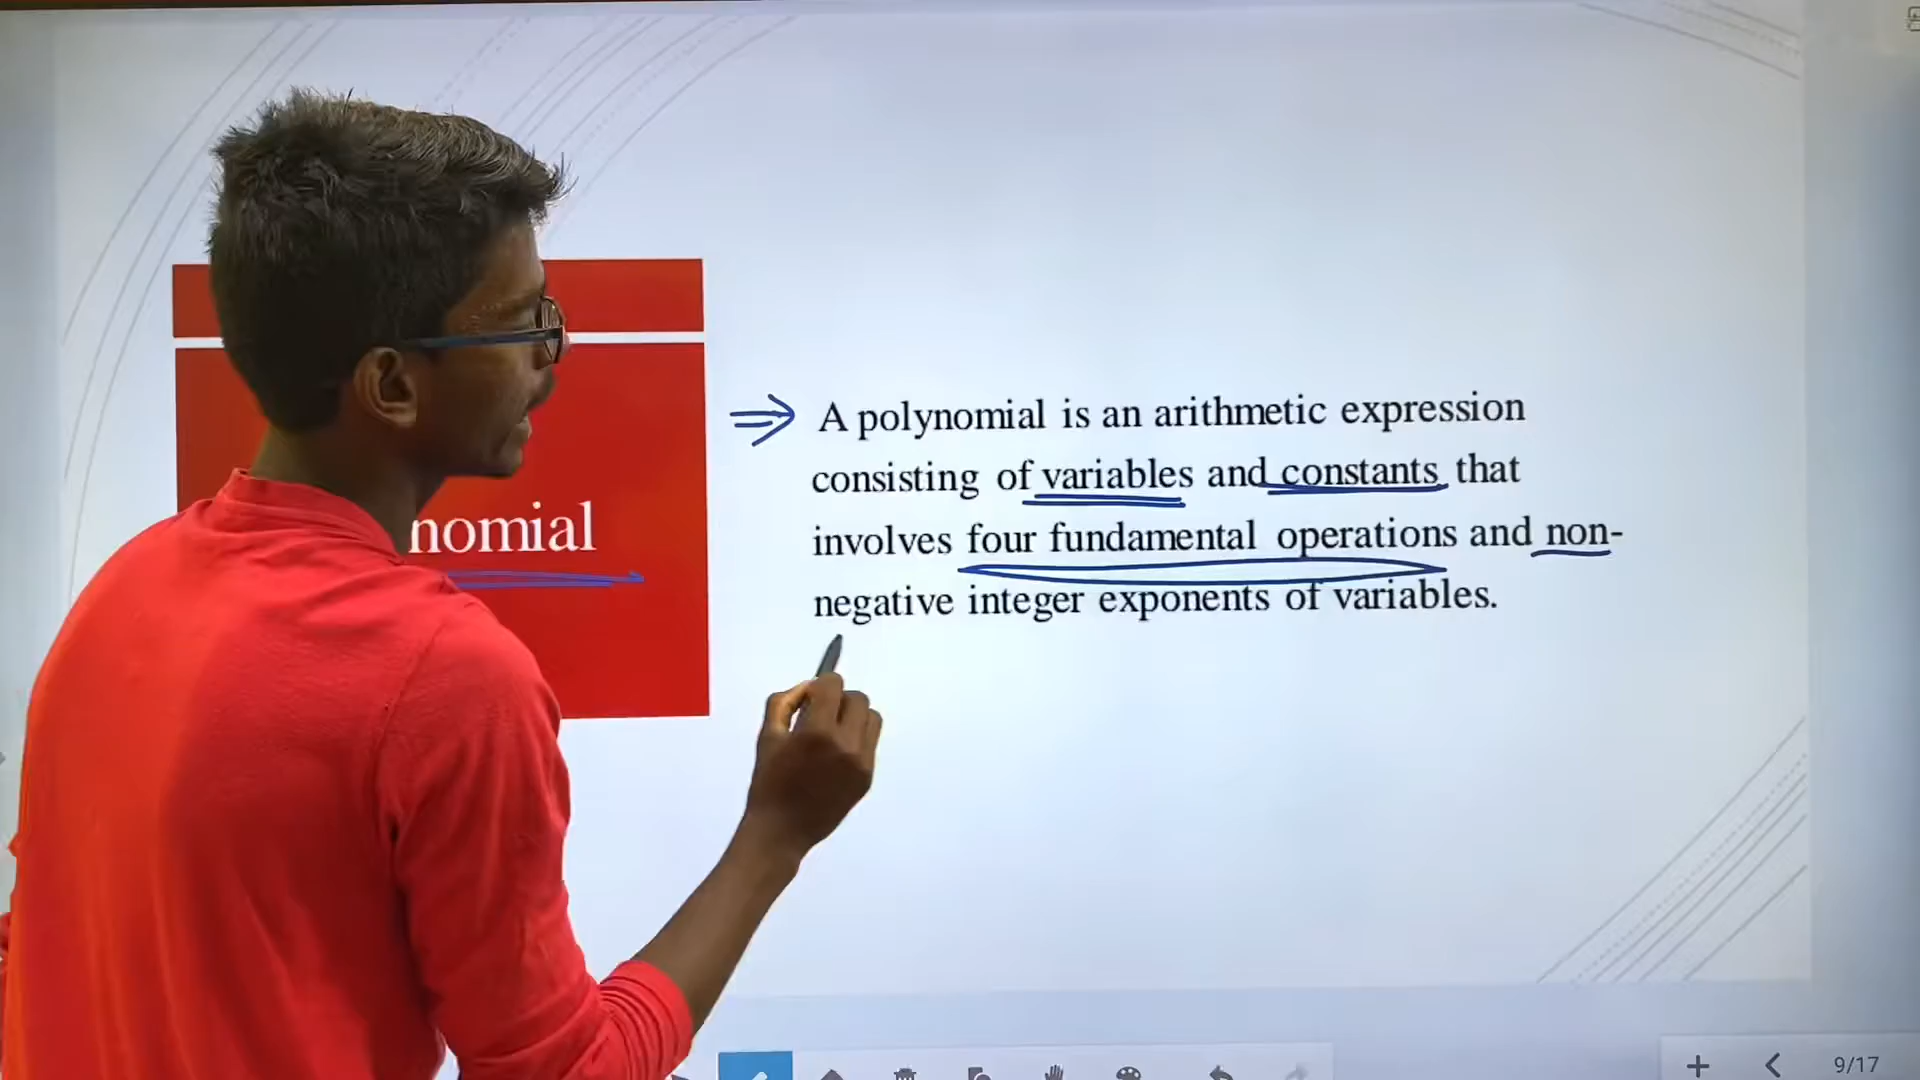 nomial
A polynomial is an arithmetic expression
consisting of variables and constants that
involves four fundamental operations and non-
negative integer exponents of variables.
9/17